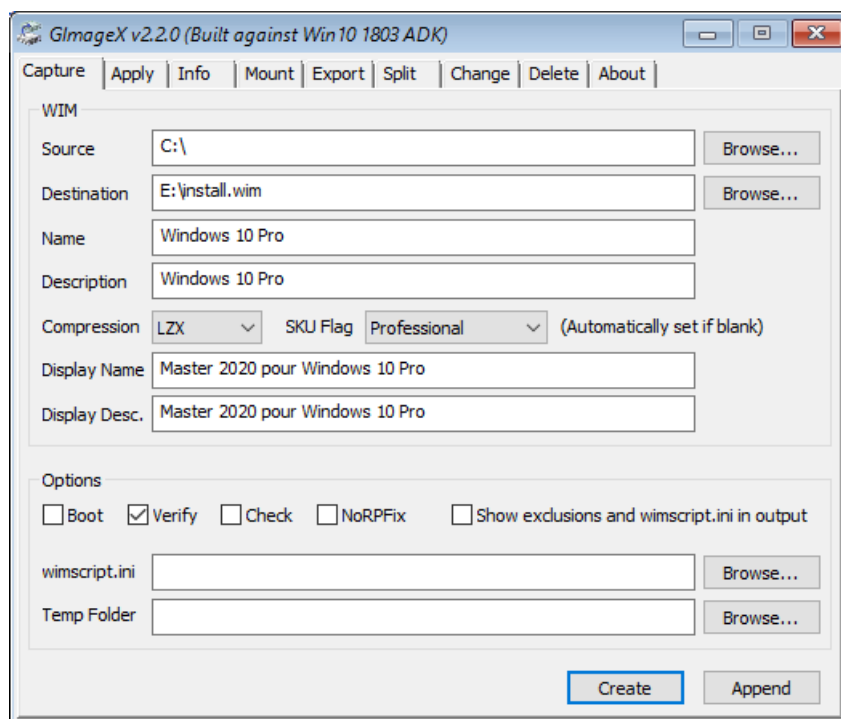 GImageX v2.2.0 (Built against Win10 1803 ADK)
Capture Apply Info Mount Export Split Change Delete About
WIM
Source C:\ Browse...
Destination E:\install.wim Browse...
Name Windows 10 Pro
Description Windows 10 Pro
Compression LZX SKU Flag Professional (Automatically set if blank)
Display Name Master 2020 pour Windows 10 Pro
Display Desc. Master 2020 pour Windows 10 Pro
Options
Boot Verify Check NoRPFix Show exclusions and wimscript.ini in output
wimscript.ini Browse...
Temp Folder Browse...
Create Append